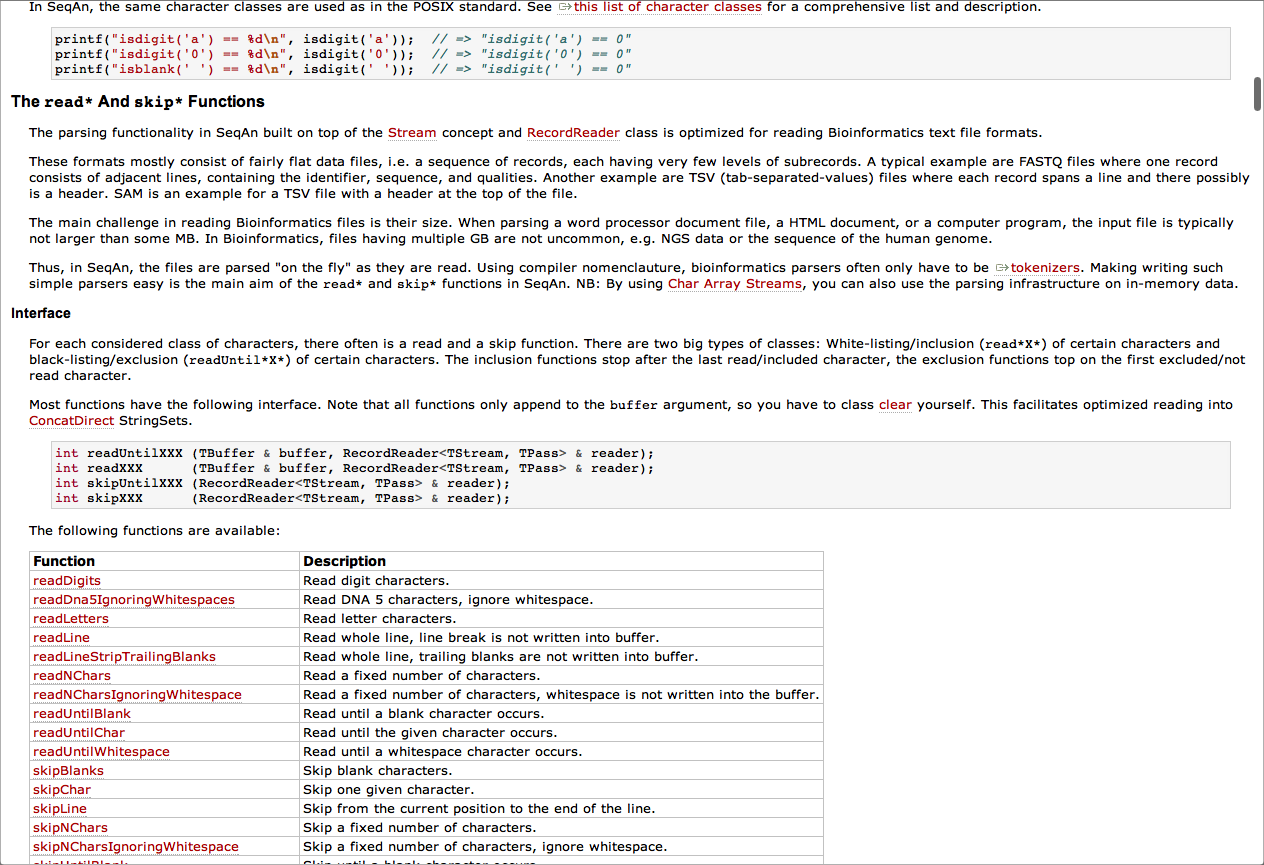 In SeqAn, the same character classes are used as in the POSIX standard. See this list of character classes for a comprehensive list and description.
printf("isdigit('a') == %d\n", isdigit('a'));  // => "isdigit('a') == 0"
printf("isdigit('0') == %d\n", isdigit('0'));  // => "isdigit('0') == 0"
printf("isblank(' ') == %d\n", isdigit(' '));  // => "isdigit(' ') == 0"
The read* And skip* Functions
The parsing functionality in SeqAn built on top of the Stream concept and RecordReader class is optimized for reading Bioinformatics text file formats.
These formats mostly consist of fairly flat data files, i.e. a sequence of records, each having very few levels of subrecords. A typical example are FASTQ files where one record
consists of adjacent lines, containing the identifier, sequence, and qualities. Another example are TSV (tab-separated-values) files where each record spans a line and there possibly
is a header. SAM is an example for a TSV file with a header at the top of the file.
The main challenge in reading Bioinformatics files is their size. When parsing a word processor document file, a HTML document, or a computer program, the input file is typically
not larger than some MB. In Bioinformatics, files having multiple GB are not uncommon, e.g. NGS data or the sequence of the human genome.
Thus, in SeqAn, the files are parsed "on the fly" as they are read. Using compiler nomenclauture, bioinformatics parsers often only have to be tokenizers. Making writing such
simple parsers easy is the main aim of the read* and skip* functions in SeqAn. NB: By using Char Array Streams, you can also use the parsing infrastructure on in-memory data.
Interface
For each considered class of characters, there often is a read and a skip function. There are two big types of classes: White-listing/inclusion (read*X*) of certain characters and
black-listing/exclusion (readUntil*X*) of certain characters. The inclusion functions stop after the last read/included character, the exclusion functions top on the first excluded/not
read character.
Most functions have the following interface. Note that all functions only append to the buffer argument, so you have to class clear yourself. This facilitates optimized reading into
ConcatDirect StringSets.
int readUntilXXX (TBuffer & buffer, RecordReader<TStream, TPass> & reader);
int readXXX      (TBuffer & buffer, RecordReader<TStream, TPass> & reader);
int skipUntilXXX (RecordReader<TStream, TPass> & reader);
int skipXXX      (RecordReader<TStream, TPass> & reader);
The following functions are available:
Function Description
readDigits Read digit characters.
readDna5IgnoringWhitespaces Read DNA 5 characters, ignore whitespace.
readLetters Read letter characters.
readLine Read whole line, line break is not written into buffer.
readLineStripTrailingBlanks Read whole line, trailing blanks are not written into buffer.
readNChars Read a fixed number of characters.
readNCharsIgnoringWhitespace Read a fixed number of characters, whitespace is not written into the buffer.
readUntilBlank Read until a blank character occurs.
readUntilChar Read until the given character occurs.
readUntilWhitespace Read until a whitespace character occurs.
skipBlanks Skip blank characters.
skipChar Skip one given character.
skipLine Skip from the current position to the end of the line.
skipNChars Skip a fixed number of characters.
skipNCharsIgnoringWhitespace Skip a fixed number of characters, ignore whitespace.
skipUntilBlank Skip until a blank character occurs.